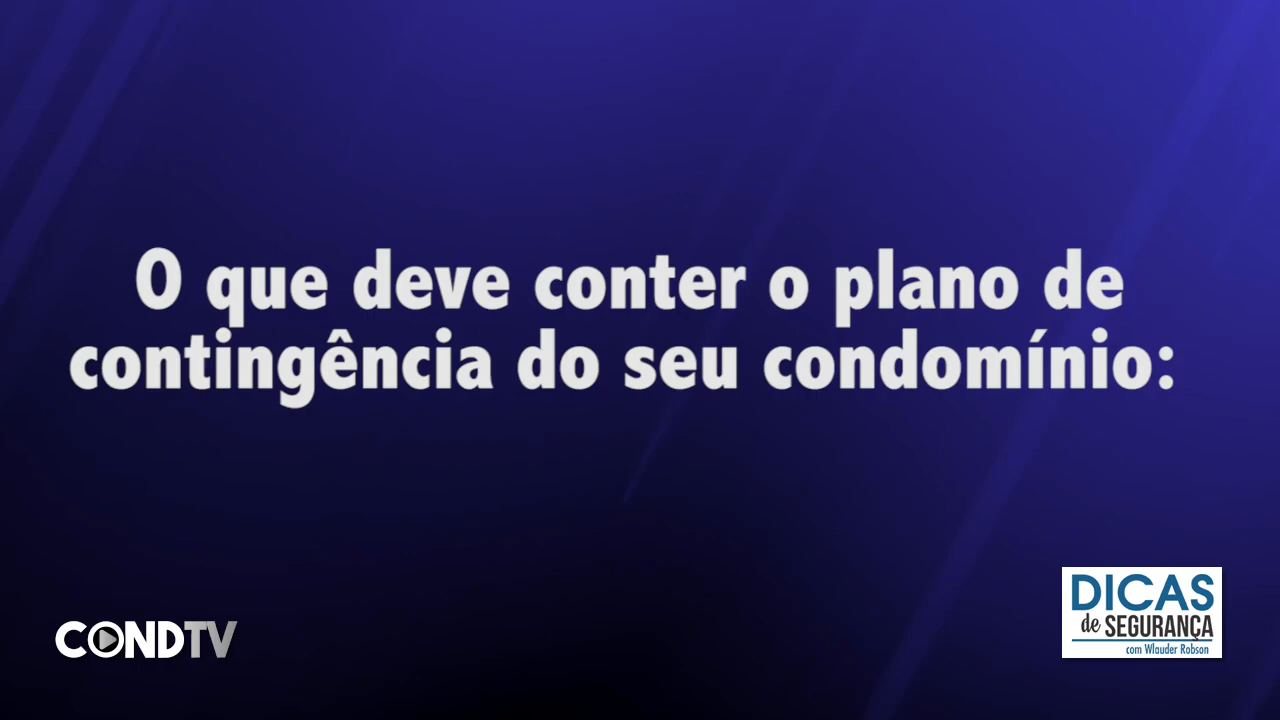 O que deve conter o plano de
contingência do seu condomínio:
CONDTV
DICAS
de SEGURANÇA
com Wlauder Robson